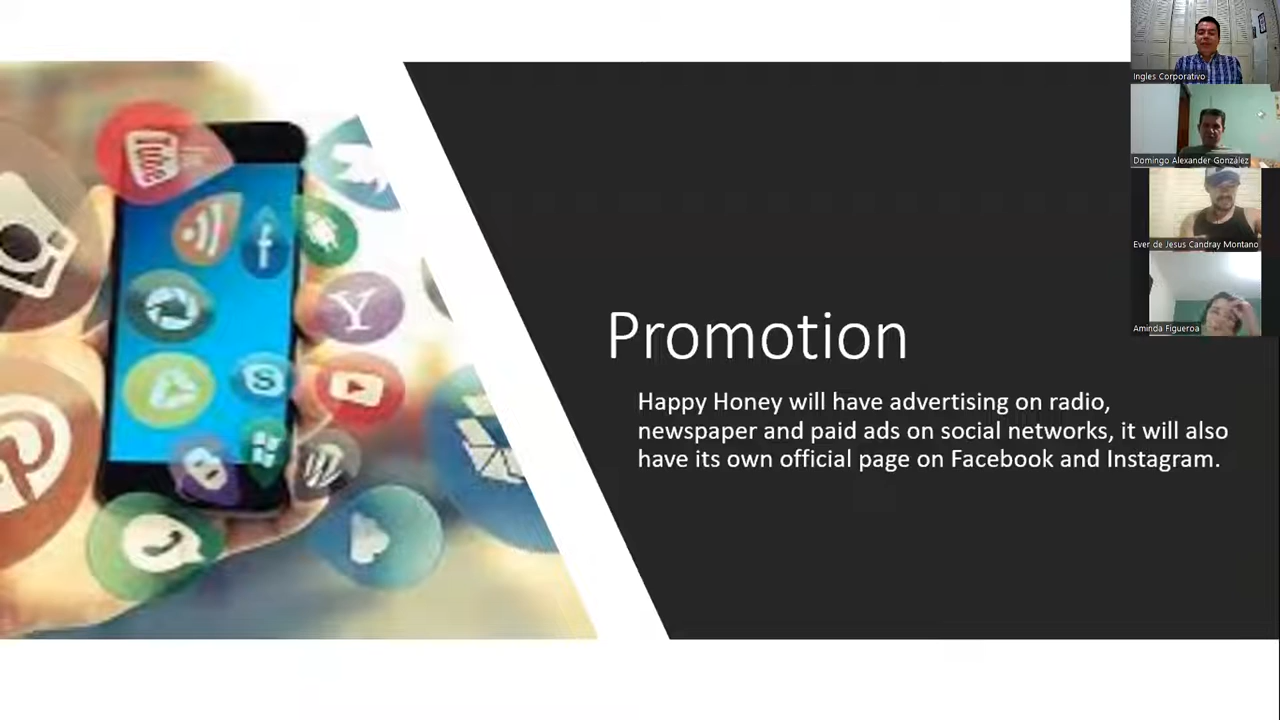 Ingles Corporativo
Domingo Alexander González
Ever de Jesus Candray Montano
Aminda Figueroa
Tube
f
Y
S
Promotion
Happy Honey will have advertising on radio,
newspaper and paid ads on social networks, it will also
have its own official page on Facebook and Instagram.